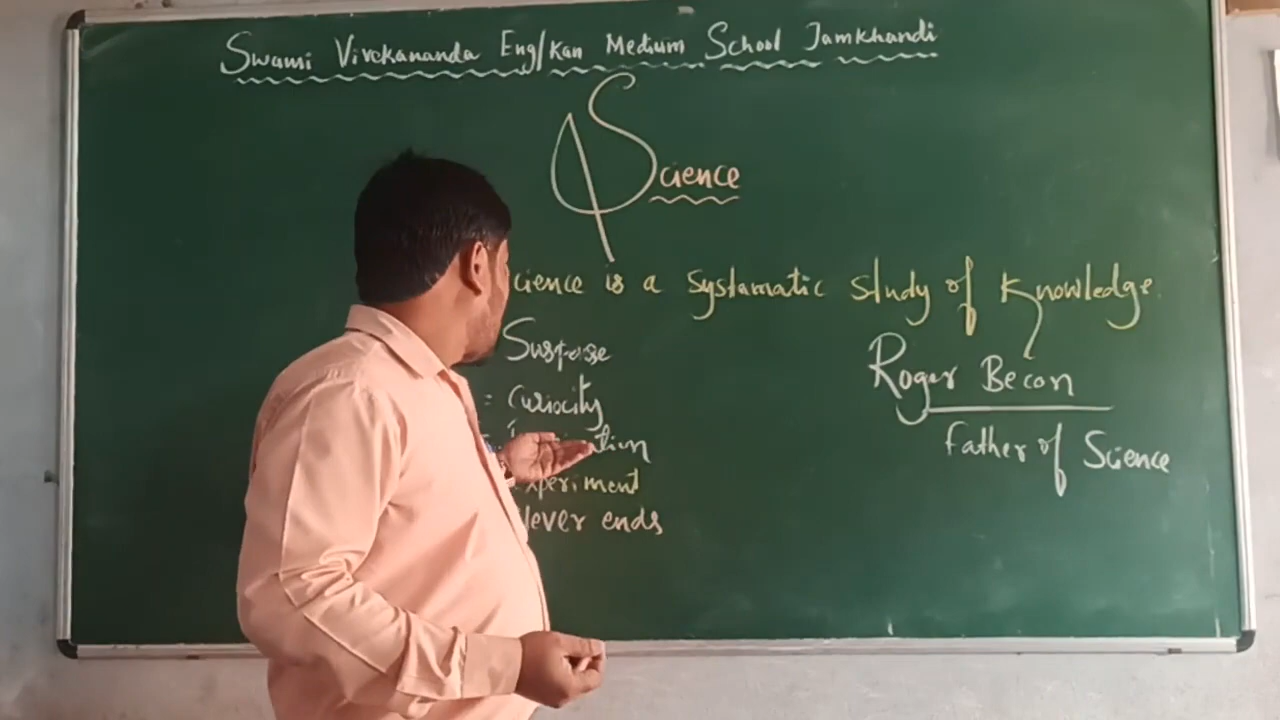 Swami Vivekananda Eng/Kan Medium School Jamkhandi
Science
cience is a systamatic study of Knowledge.
Suspase
= Curiocity
Roger Becon
Father of Science
xperiment
Never ends